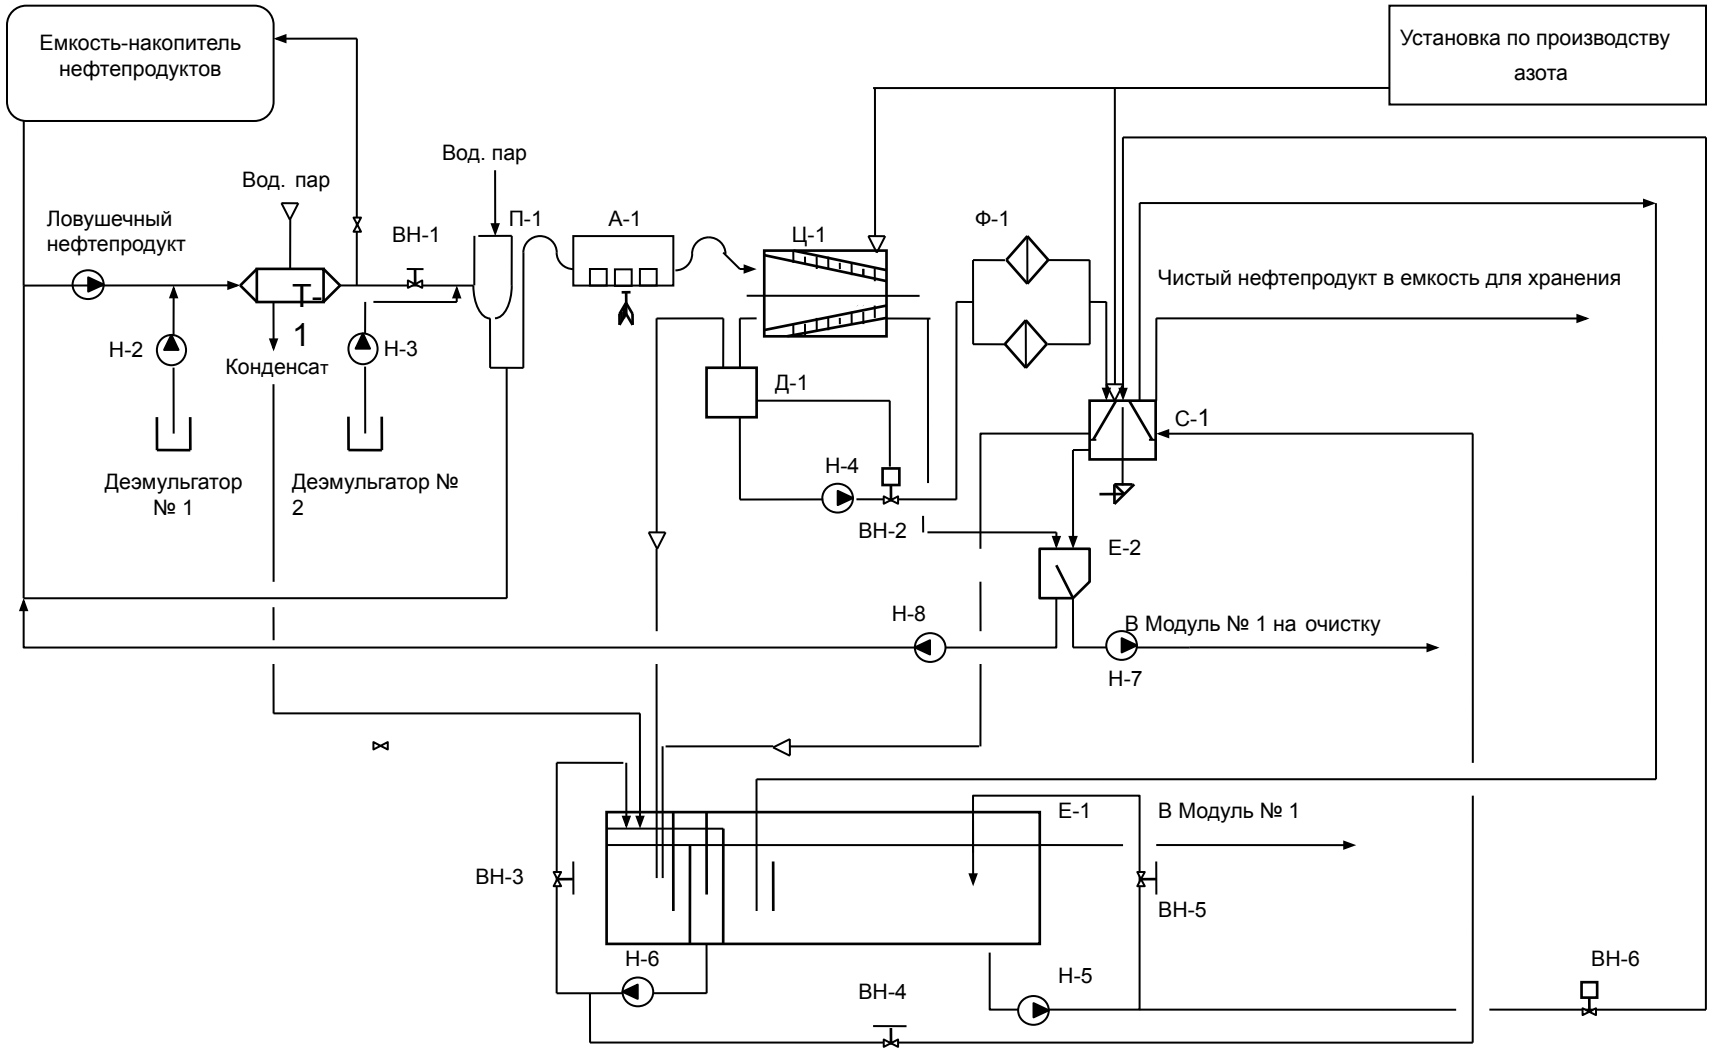 Емкость-накопитель
нефтепродуктов
Установка по производству
азота
Вод. пар
Вод. пар
Ловушечный
нефтепродукт
ВН-1
П-1
А-1
Ц-1
Ф-1
Чистый нефтепродукт в емкость для хранения
Т-
1
Н-2
Конденсат
Н-3
Д-1
С-1
Деэмульгатор
№ 1
Деэмульгатор №
2
Н-4
ВН-2
Е-2
Н-8
В Модуль № 1 на очистку
Н-7
Е-1
В Модуль № 1
ВН-3
ВН-5
Н-6
Н-5
ВН-6
ВН-4